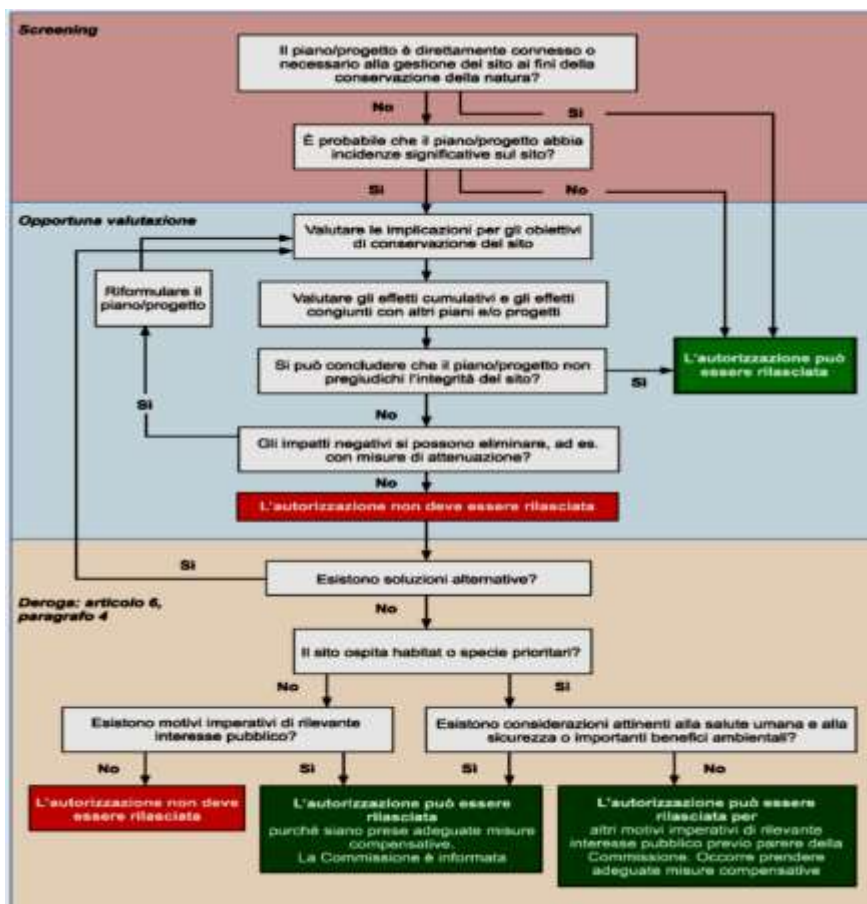 Screening
Il piano/progetto è direttamente connesso o
necessario alla gestione del sito ai fini della
conservazione della natura?
No
Sì
È probabile che il piano/progetto abbia
incidenze significative sul sito?
Sì
No
Opportuna valutazione
Valutare le implicazioni per gli obiettivi
di conservazione del sito
Riformulare il
piano/progetto
Valutare gli effetti cumulativi e gli effetti
congiunti con altri piani e/o progetti
Si può concludere che il piano/progetto non
pregiudichi l'integrità del sito?
Sì
L'autorizzazione può
essere rilasciata
Sì
No
Gli impatti negativi si possono eliminare, ad es.
con misure di attenuazione?
No
L'autorizzazione non deve essere rilasciata
Sì
Esistono soluzioni alternative?
Deroga: articolo 6,
paragrafo 4
No
Il sito ospita habitat o specie prioritari?
No
Sì
Esistono motivi imperativi di rilevante
interesse pubblico?
Esistono considerazioni attinenti alla salute umana e alla
sicurezza o importanti benefici ambientali?
No
Sì
Sì
No
L'autorizzazione non deve
essere rilasciata
L'autorizzazione può essere
rilasciata
purché siano prese adeguate misure
compensative.
La Commissione è informata
L'autorizzazione può essere
rilasciata per
altri motivi imperativi di rilevante
interesse pubblico previo parere della
Commissione. Occorre prendere
adeguate misure compensative